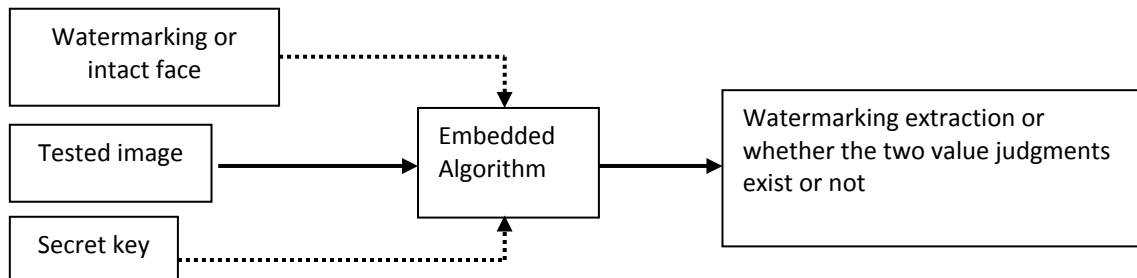 Watermarking or
intact face
Tested image
Secret key
Embedded
Algorithm
Watermarking extraction or
whether the two value judgments
exist or not